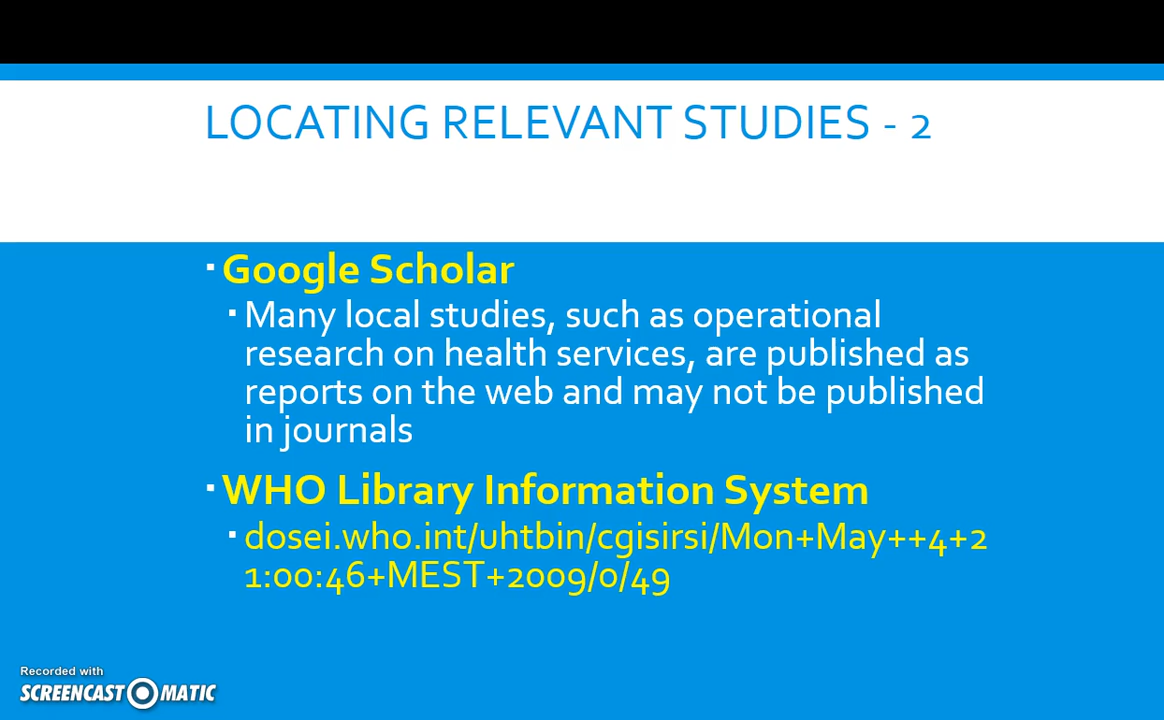 LOCATING RELEVANT STUDIES - 2
Google Scholar
Many local studies, such as operational
research on health services, are published as
reports on the web and may not be published
in journals
WHO Library Information System
dosei.who.int/uhtbin/cgisirsi/Mon+May++4+2
1:00:46+MEST+2009/0/49
Recorded with
SCREENCAST MATIC